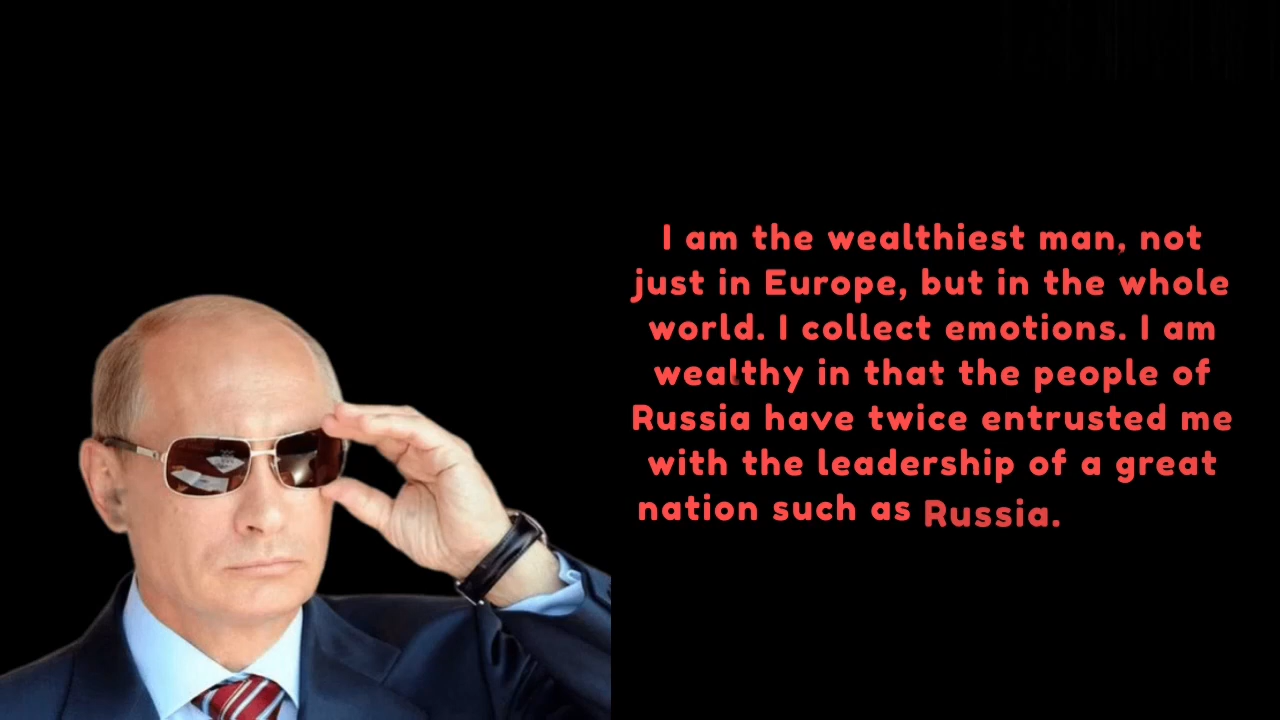 I am the wealthiest man, not
just in Europe, but in the whole
world. I collect emotions. I am
wealthy in that the people of
Russia have twice entrusted me
with the leadership of a great
nation such as Russia.